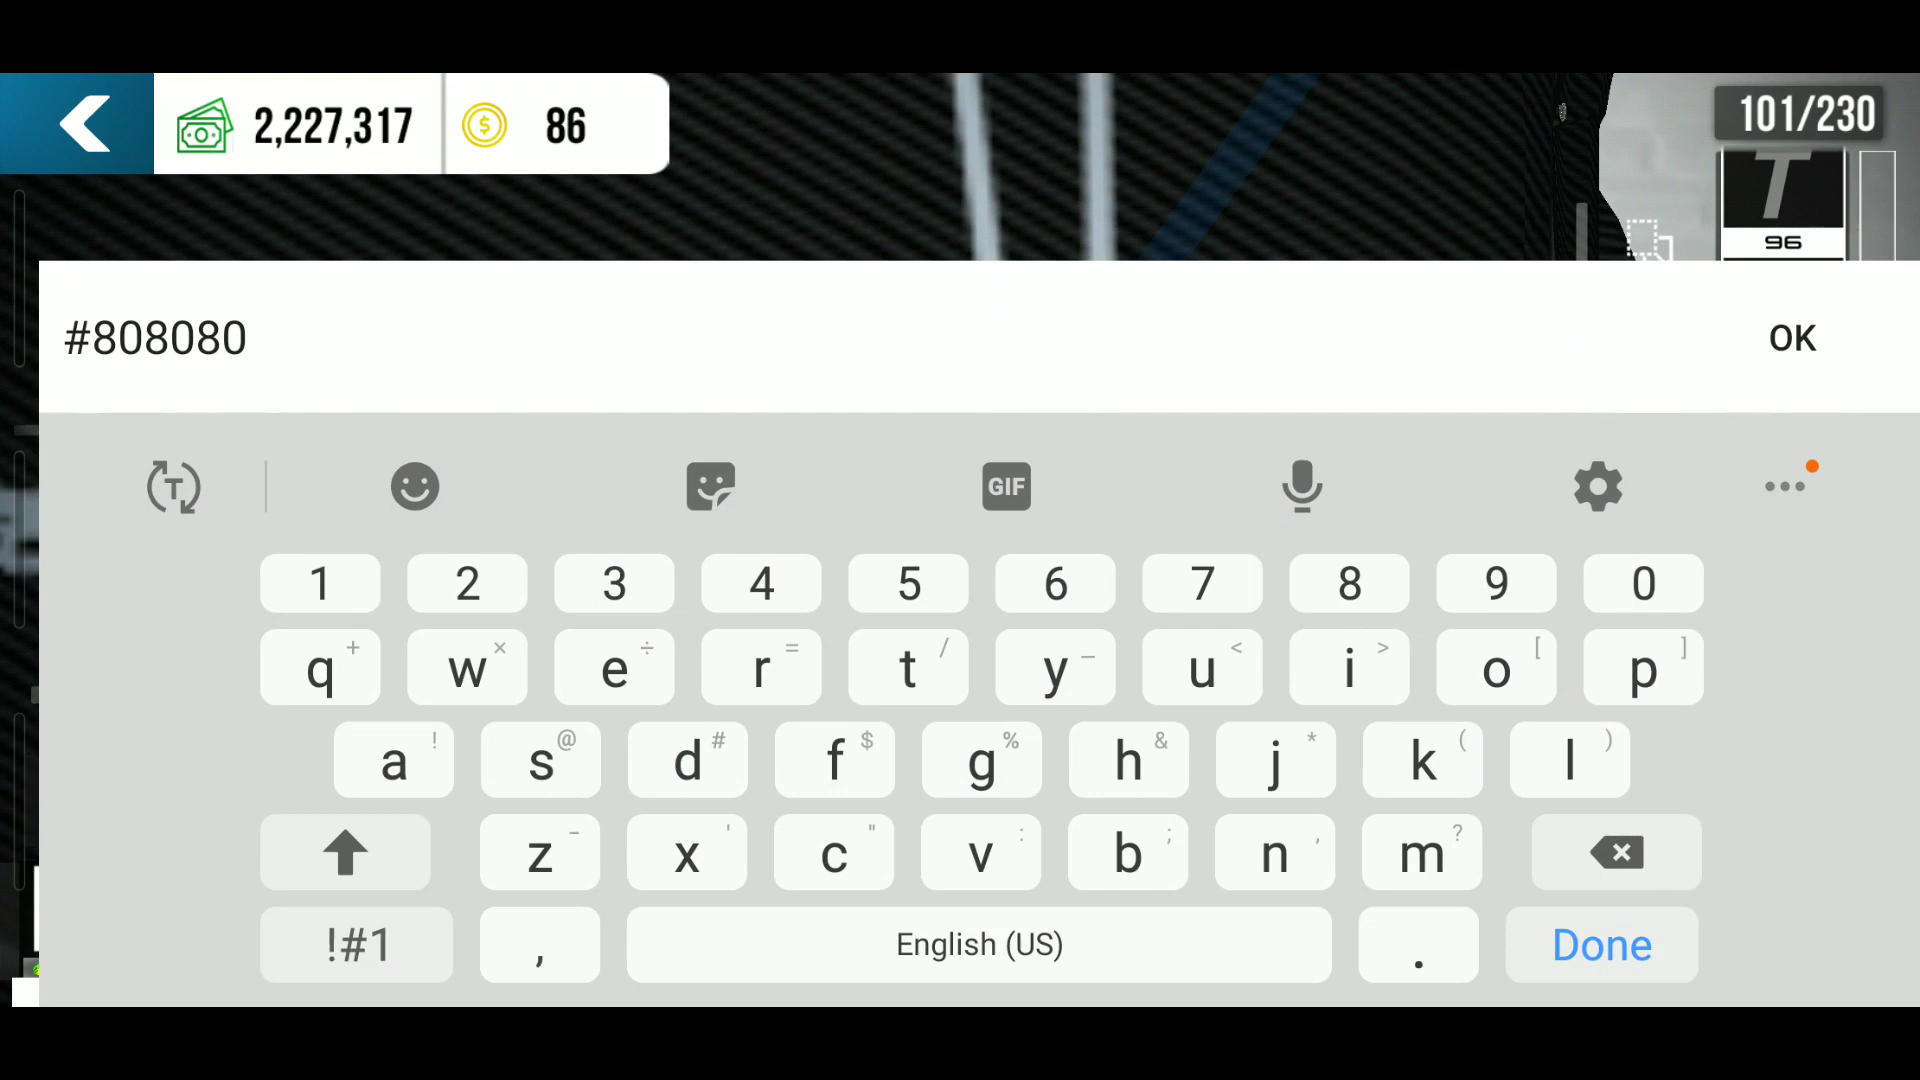 2,227,317 86
101/230
T
96
#808080 OK
T GIF
1 2 3 4 5 6 7 8 9 0
q + w × e ÷ r = t / y _ u < i > o [ p ]
a ! s @ d # f $ g % h & j * k ( l )
z - x ' c " v : b ; n , m ?
!#1 , English (US) . Done